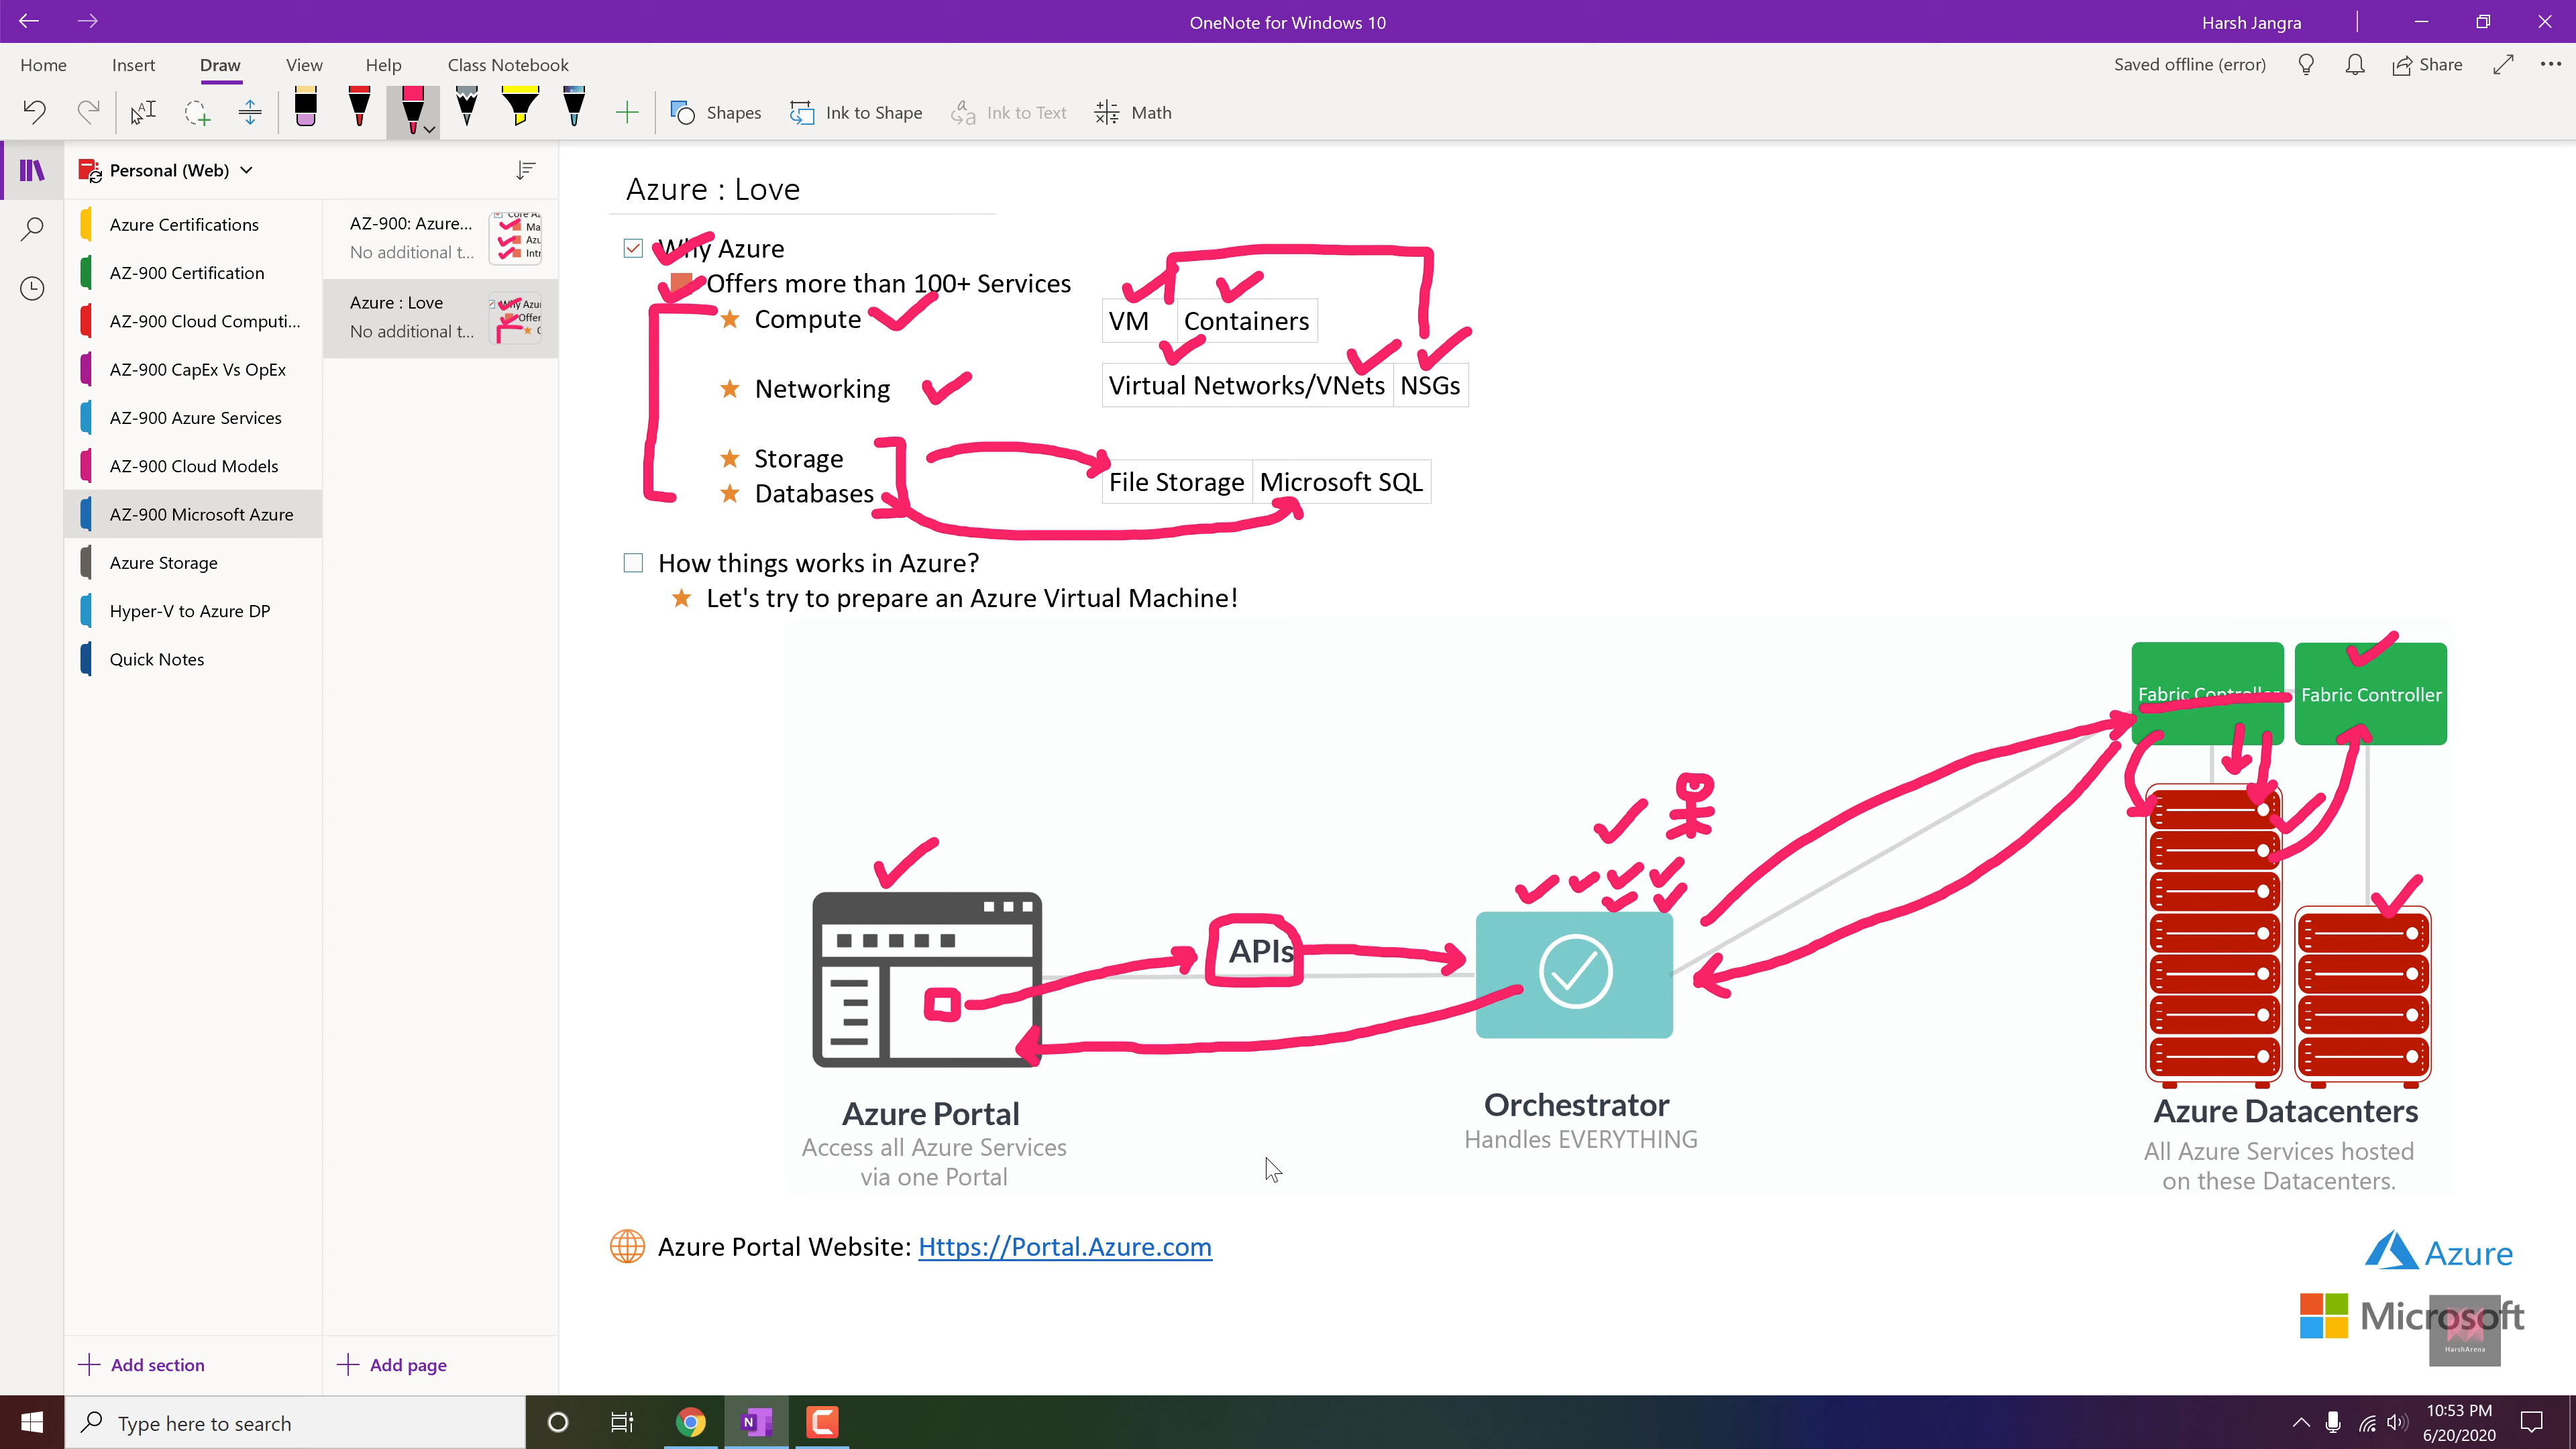 OneNote for Windows 10
Harsh Jangra
Home Insert Draw View Help Class Notebook
Saved offline (error)
Share
Shapes
Ink to Shape
Ink to Text
Math
Personal (Web)
Azure Certifications
AZ-900 Certification
AZ-900 Cloud Computi...
AZ-900 CapEx Vs OpEx
AZ-900 Azure Services
AZ-900 Cloud Models
AZ-900 Microsoft Azure
Azure Storage
Hyper-V to Azure DP
Quick Notes
Add section
AZ-900: Azure...
No additional t...
Azure : Love
No additional t...
Add page
Azure : Love
Why Azure
Offers more than 100+ Services
Compute
VM Containers
Networking
Virtual Networks/VNets NSGs
Storage
Databases
File Storage Microsoft SQL
How things works in Azure?
Let's try to prepare an Azure Virtual Machine!
Fabric Controller
Fabric Controller
APIs
Azure Portal
Access all Azure Services
via one Portal
Orchestrator
Handles EVERYTHING
Azure Datacenters
All Azure Services hosted
on these Datacenters.
Azure Portal Website: Https://Portal.Azure.com
Azure
Microsoft
HarshArena
Type here to search
10:53 PM
6/20/2020